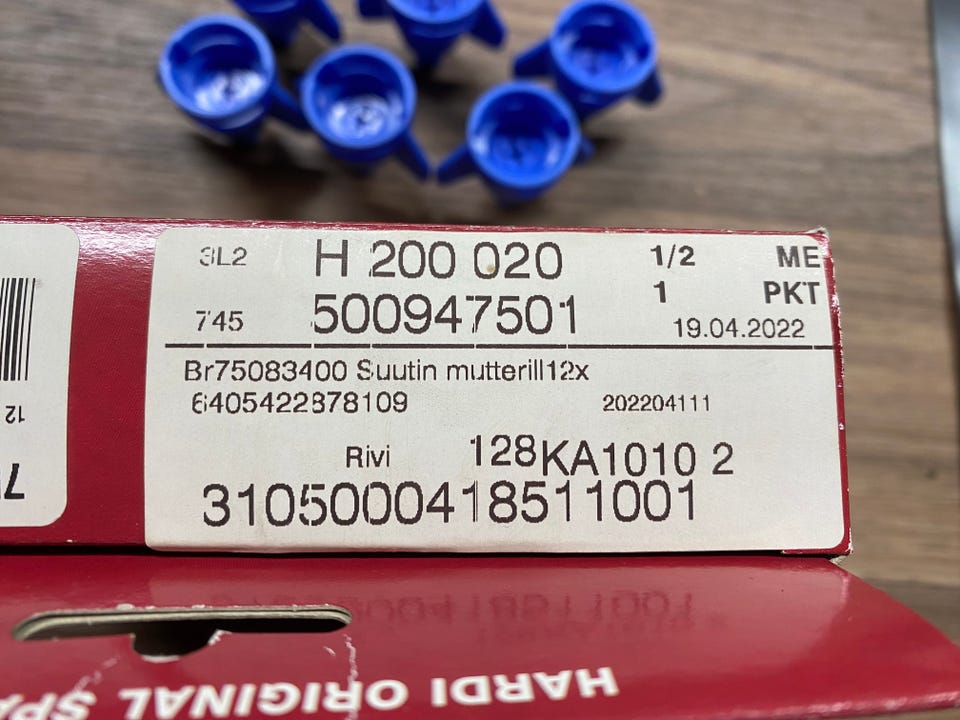 3L2 H 200 020 1/2 ME
1 PKT
745 500947501 19.04.2022
Br75083400 Suutin mutterill12x
6405422878109 202204111
Rivi 128KA1010 2
3105000418511001
12
HARDI ORIGINAL